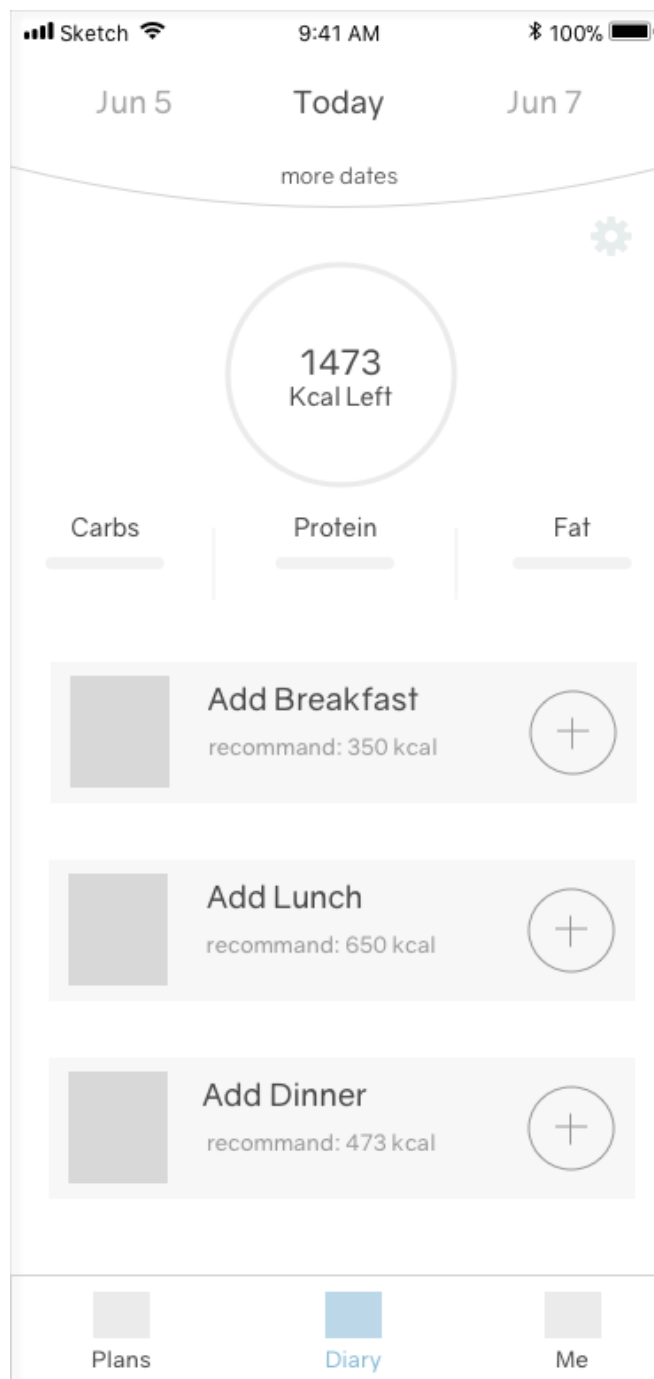 Sketch 9:41 AM 100%
Jun 5 Today Jun 7
more dates
1473
Kcal Left
Carbs Protein Fat
Add Breakfast
recommand: 350 kcal
Add Lunch
recommand: 650 kcal
Add Dinner
recommand: 473 kcal
Plans Diary Me